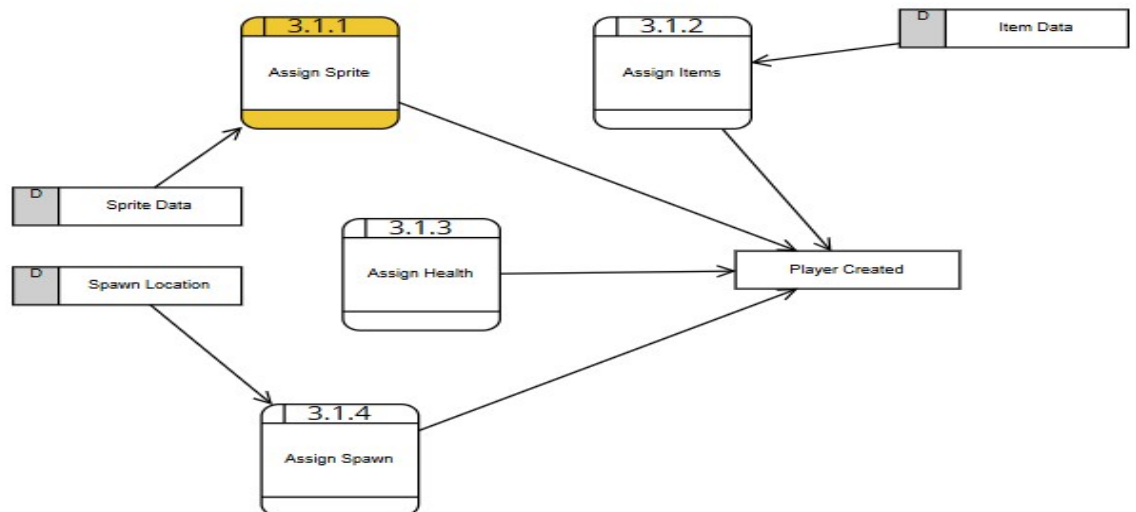 3.1.1
Assign Sprite
3.1.2
Assign Items
D
Item Data
D
Sprite Data
3.1.3
Assign Health
D
Spawn Location
Player Created
3.1.4
Assign Spawn